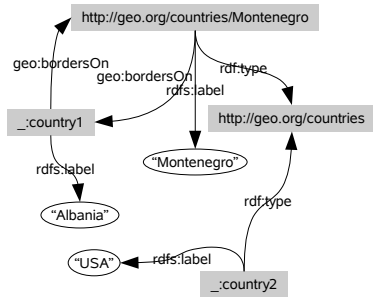 http://geo.org/countries/Montenegro
geo:bordersOn
geo:bordersOn
rdf:type
rdfs:label
_:country1
http://geo.org/countries
“Montenegro”
rdfs:label
rdf:type
“Albania”
“USA”
rdfs:label
_:country2